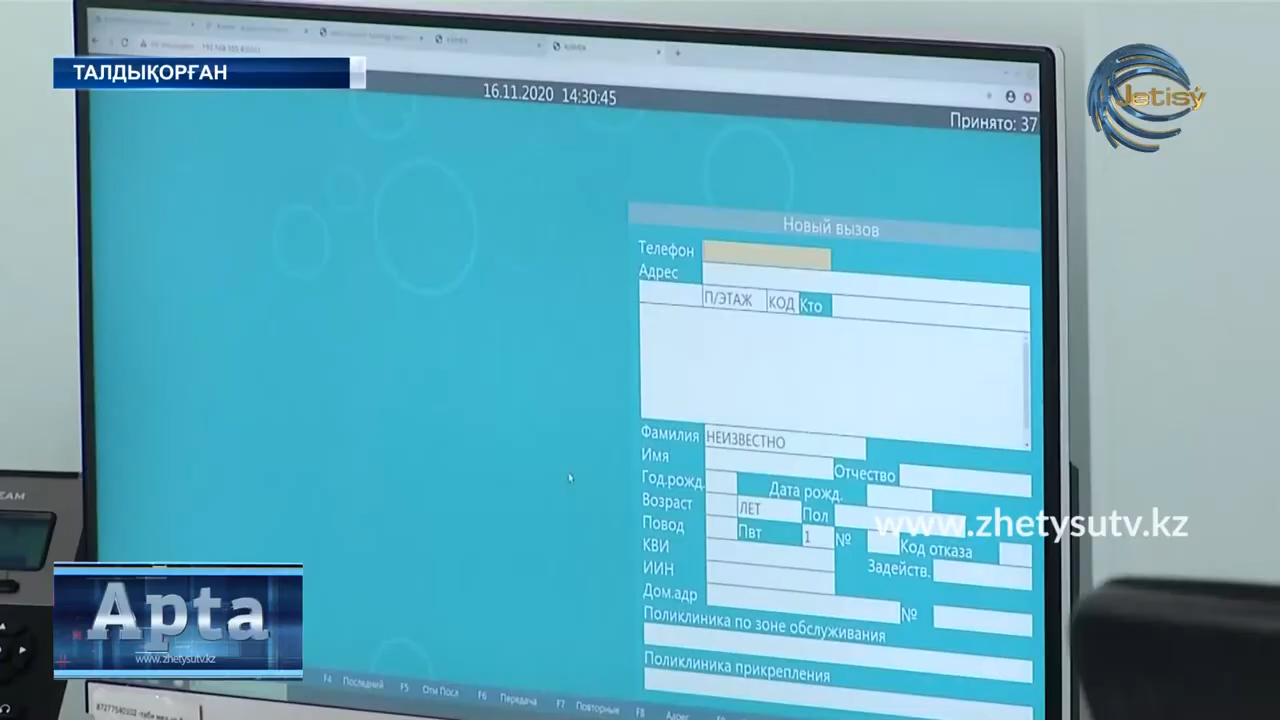 ТАЛДЫҚОРҒАН
16.11.2020 14:30:45
Jetisý
Принято: 37
Новый вызов
Телефон
Адрес
П/ЭТАЖ КОД Кто
Фамилия НЕИЗВЕСТНО
Имя Отчество
Год.рожд. Дата рожд.
Возраст ЛЕТ Пол
www.zhetysutv.kz
Повод Пвт 1 № Код отказа
КВИ Задейств.
ИИН
Дом.адр №
Поликлиника по зоне обслуживания
Поликлиника прикрепления
Apta
www.zhetysutv.kz
F4 Последний F5 Отм Посл F6 Передача F7 Повторные F8 Адрес